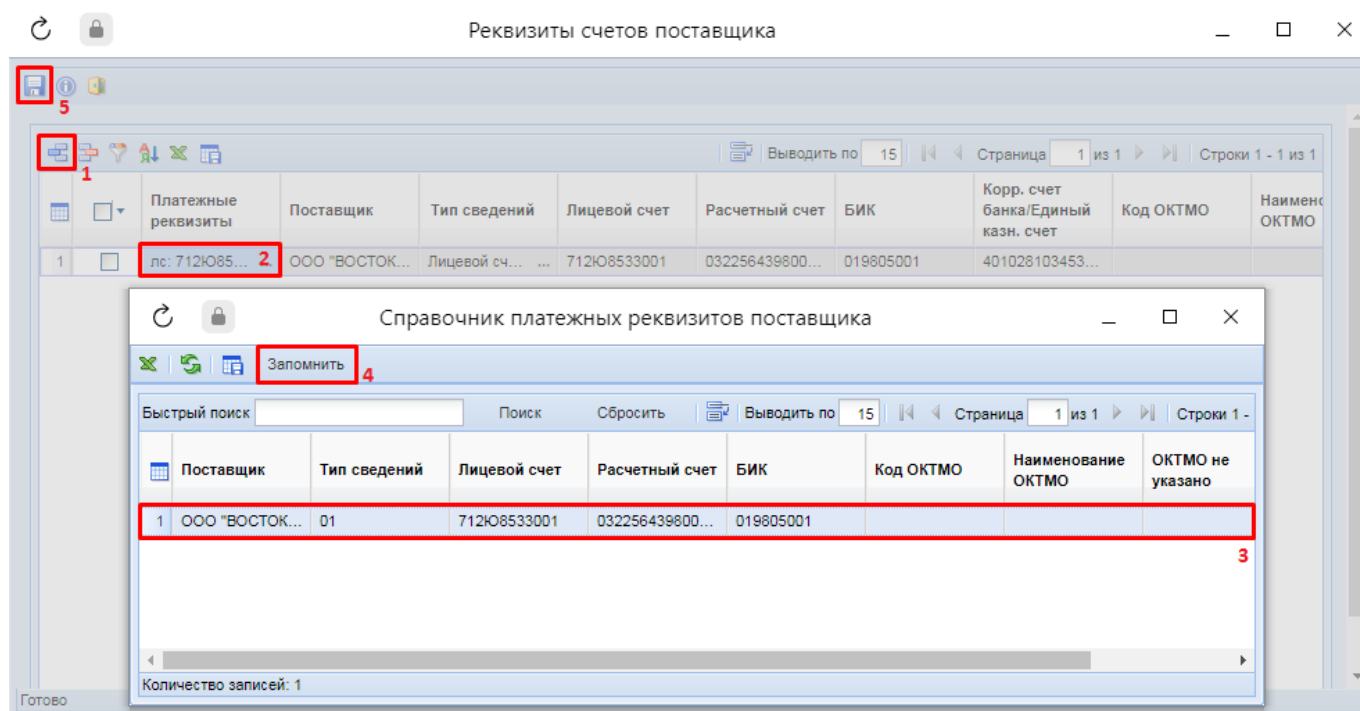 Реквизиты счетов поставщика
5
1
Выводить по 15 Страница 1 из 1 Строки 1 - 1 из 1
Платежные реквизиты Поставщик Тип сведений Лицевой счет Расчетный счет БИК Корр. счет банка/Единый казн. счет Код ОКТМО Наимено ОКТМО
1 лс: 712Ю85... 2 ООО "ВОСТОК... Лицевой сч... ... 712Ю8533001 032256439800... 019805001 401028103453...
Справочник платежных реквизитов поставщика
Запомнить 4
Быстрый поиск Поиск Сбросить Выводить по 15 Страница 1 из 1 Строки 1 -
Поставщик Тип сведений Лицевой счет Расчетный счет БИК Код ОКТМО Наименование ОКТМО ОКТМО не указано
1 ООО "ВОСТОК... 01 712Ю8533001 032256439800... 019805001
3
Количество записей: 1
Готово